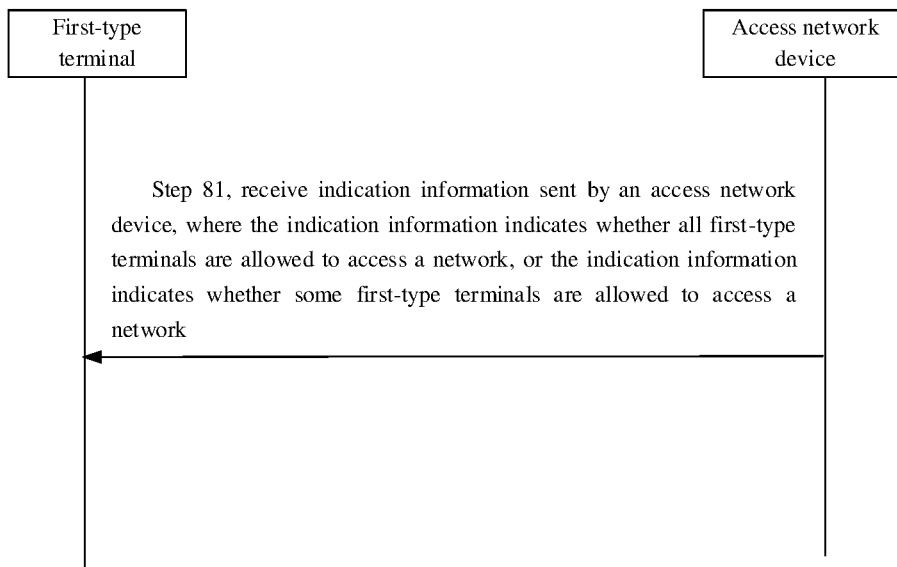 First-type
terminal
Access network
device
Step 81, receive indication information sent by an access network
device, where the indication information indicates whether all first-type
terminals are allowed to access a network, or the indication information
indicates whether some first-type terminals are allowed to access a
network